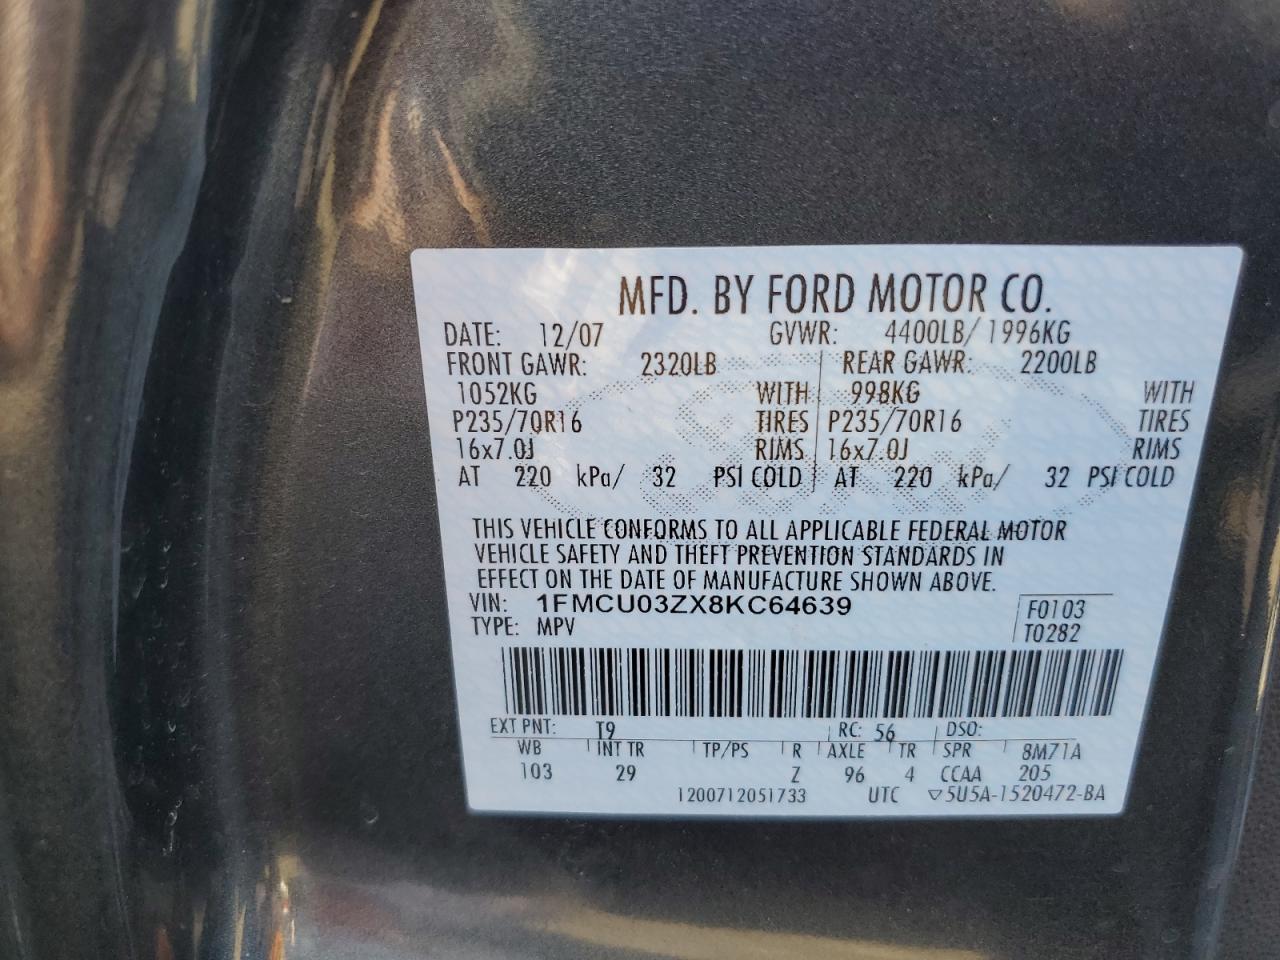 MFD. BY FORD MOTOR CO.
DATE: 12/07 GVWR: 4400LB/ 1996KG
FRONT GAWR: 2320LB REAR GAWR: 2200LB
1052KG WITH 998KG WITH
P235/70R16 TIRES P235/70R16 TIRES
16x7.0J RIMS 16x7.0J RIMS
AT 220 kPa/ 32 PSI COLD AT 220 kPa/ 32 PSI COLD
THIS VEHICLE CONFORMS TO ALL APPLICABLE FEDERAL MOTOR
VEHICLE SAFETY AND THEFT PREVENTION STANDARDS IN
EFFECT ON THE DATE OF MANUFACTURE SHOWN ABOVE.
VIN: 1FMCU03ZX8KC64639 F0103
TYPE: MPV T0282
EXT PNT: T9 RC: 56 DSO:
WB INT TR TP/PS R AXLE TR SPR 8M71A
103 29 Z 96 4 CCAA 205
1200712051733 UTC ▽5U5A-1520472-BA